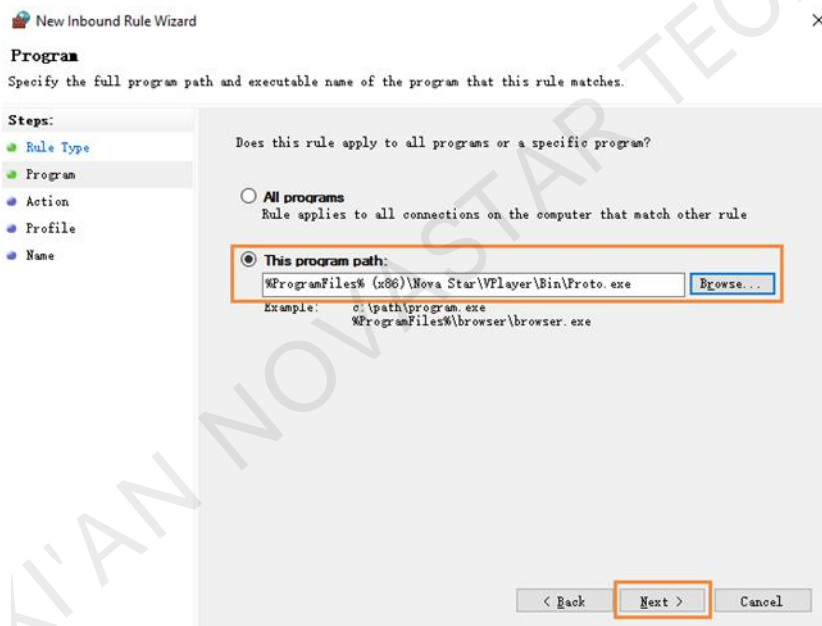 New Inbound Rule Wizard
Program
Specify the full program path and executable name of the program that this rule matches.
Steps:
Rule Type
Program
Action
Profile
Name
Does this rule apply to all programs or a specific program?
All programs
Rule applies to all connections on the computer that match other rule
This program path:
%ProgramFiles% (x86)\Nova Star\VPlayer\Bin\Proto.exe
Browse...
Example: c:\path\program.exe
%ProgramFiles%\browser\browser.exe
< Back Next > Cancel
XI'AN NOVASTAR TECH